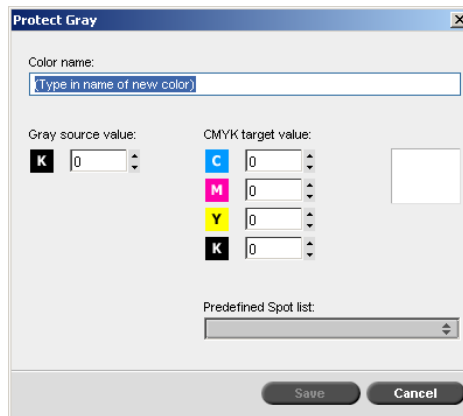 Protect Gray
Color name:
(Type in name of new color)
Gray source value:
K 0
CMYK target value:
C 0
M 0
Y 0
K 0
Predefined Spot list:
Save Cancel